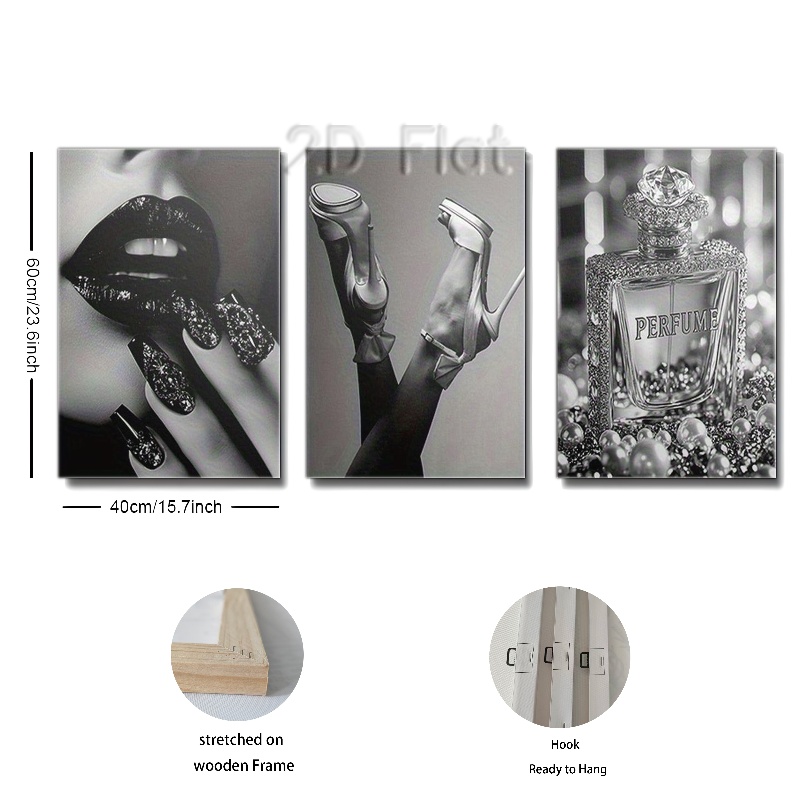 2D Flat
60cm/23.6inch
PERFUME
40cm/15.7inch
stretched on
wooden Frame
Hook
Ready to Hang